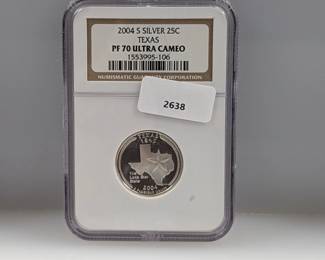 2004 S SILVER 25C
TEXAS
PF 70 ULTRA CAMEO
1553995-106
NUMISMATIC GUARANTY CORPORATION
2638
TEXAS
1845
The
Lone Star
State
2004